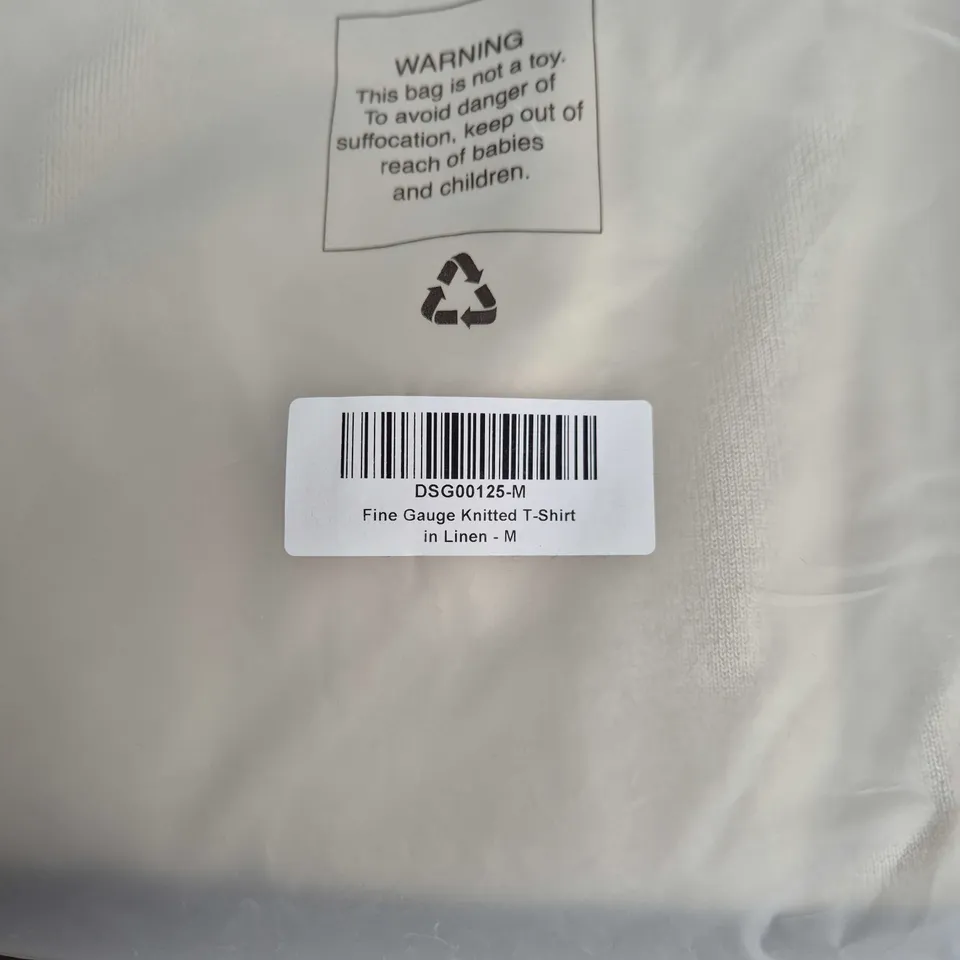 WARNING
This bag is not a toy.
To avoid danger of
suffocation, keep out of
reach of babies
and children.
DSG00125-M
Fine Gauge Knitted T-Shirt
in Linen - M